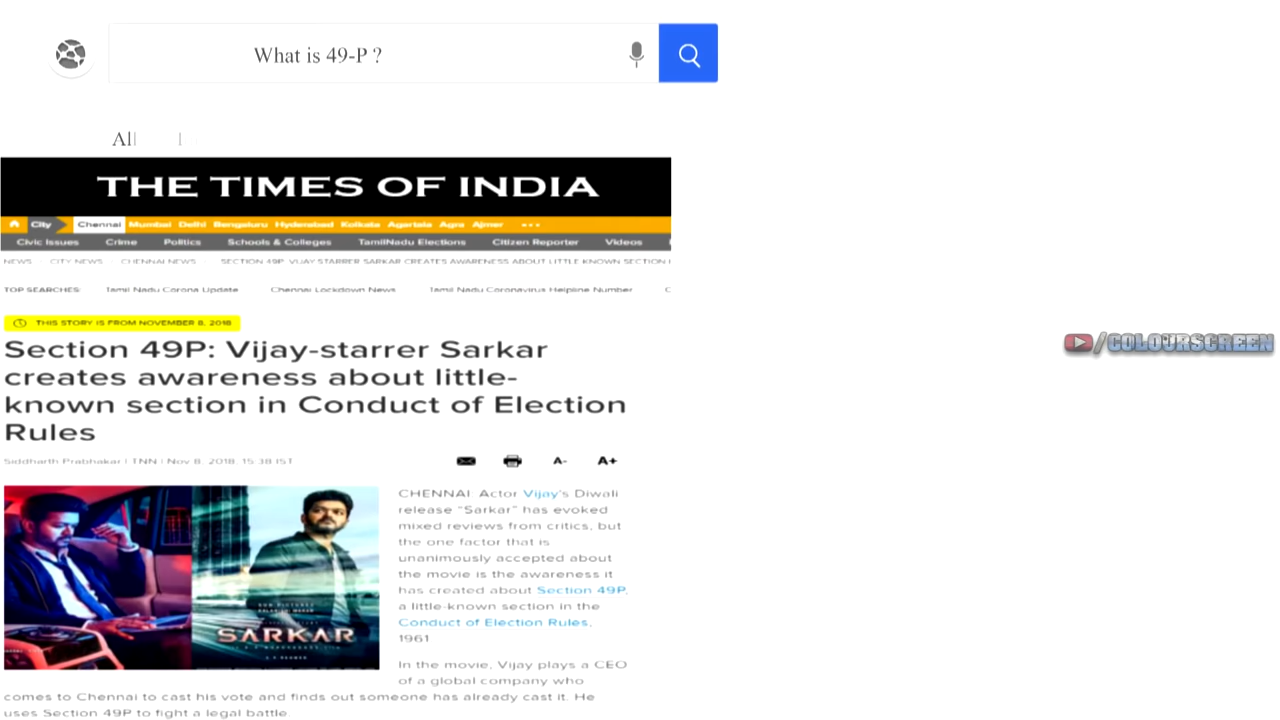 What is 49-P ?
All
THE TIMES OF INDIA
City Chennai Mumbai Delhi Bengaluru Hyderabad Kolkata Agartala Agra Ajmer
Civic Issues Crime Politics Schools & Colleges TamilNadu Elections Citizen Reporter Videos
NEWS CITY NEWS CHENNAI NEWS SECTION 49P: VIJAY STARRER SARKAR CREATES AWARENESS ABOUT LITTLE KNOWN SECTION
TOP SEARCHES: Tamil Nadu Corona Update Chennai Lockdown News Tamil Nadu Coronavirus Helpline Number
THIS STORY IS FROM NOVEMBER 8, 2018
Section 49P: Vijay-starrer Sarkar
creates awareness about little-
known section in Conduct of Election
Rules
Siddharth Prabhakar | TNN | Nov 8, 2018, 15:38 IST
A- A+
CHENNAI: Actor Vijay's Diwali
release "Sarkar" has evoked
mixed reviews from critics, but
the one factor that is
unanimously accepted about
the movie is the awareness it
has created about Section 49P,
a little-known section in the
Conduct of Election Rules,
1961
SARKAR
In the movie, Vijay plays a CEO
of a global company who
comes to Chennai to cast his vote and finds out someone has already cast it. He
uses Section 49P to fight a legal battle.
/COLOURSCREEN